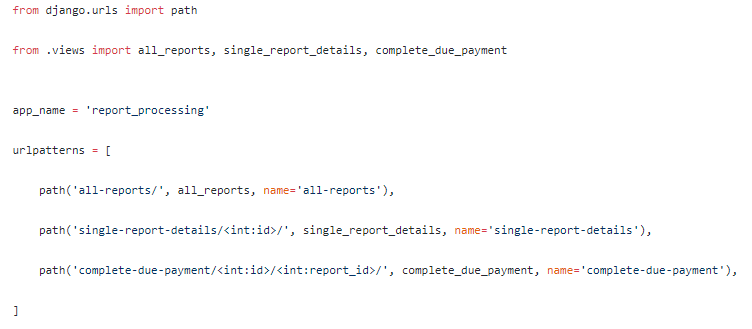 from django.urls import path
from .views import all_reports, single_report_details, complete_due_payment
app_name = 'report_processing'
urlpatterns = [
    path('all-reports/', all_reports, name='all-reports'),
    path('single-report-details/<int:id>/', single_report_details, name='single-report-details'),
    path('complete-due-payment/<int:id>/<int:report_id>/', complete_due_payment, name='complete-due-payment'),
]